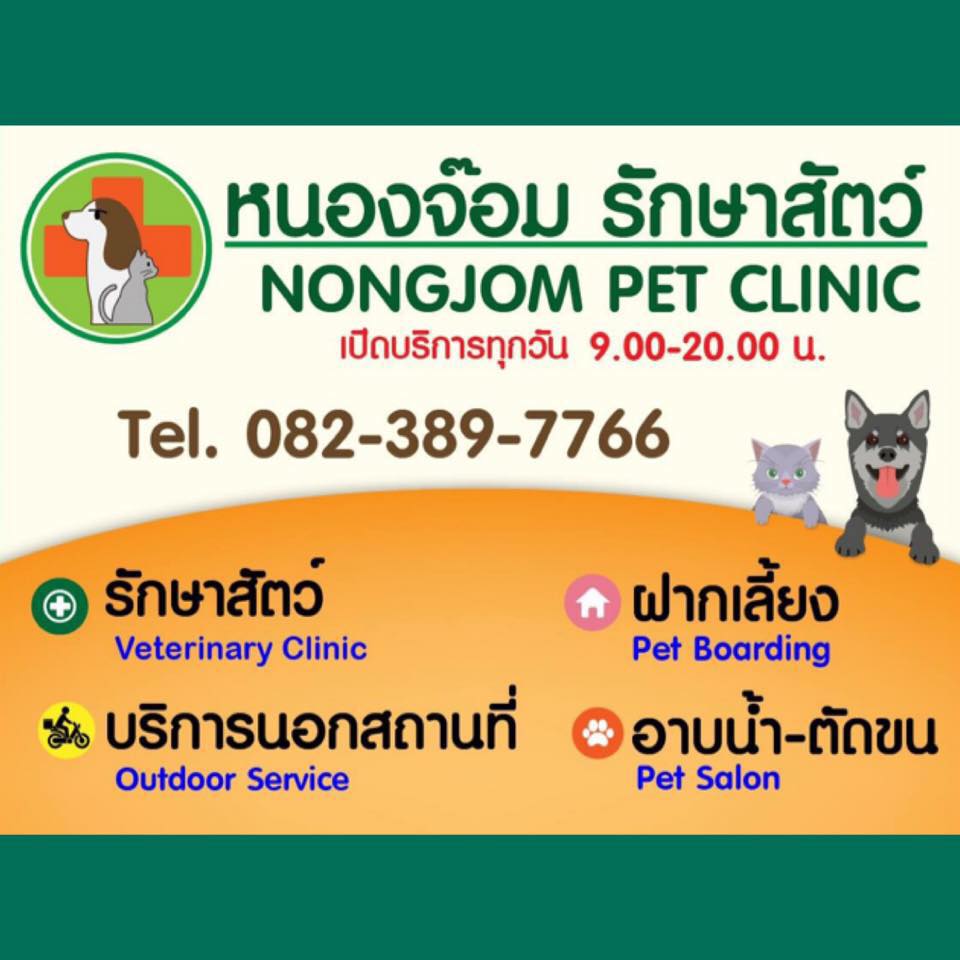 หนองจ๊อม รักษาสัตว์
NONGJOM PET CLINIC
เปิดบริการทุกวัน 9.00-20.00 น.
Tel. 082-389-7766
รักษาสัตว์
Veterinary Clinic
ฝากเลี้ยง
Pet Boarding
บริการนอกสถานที่
Outdoor Service
อาบน้ำ-ตัดขน
Pet Salon